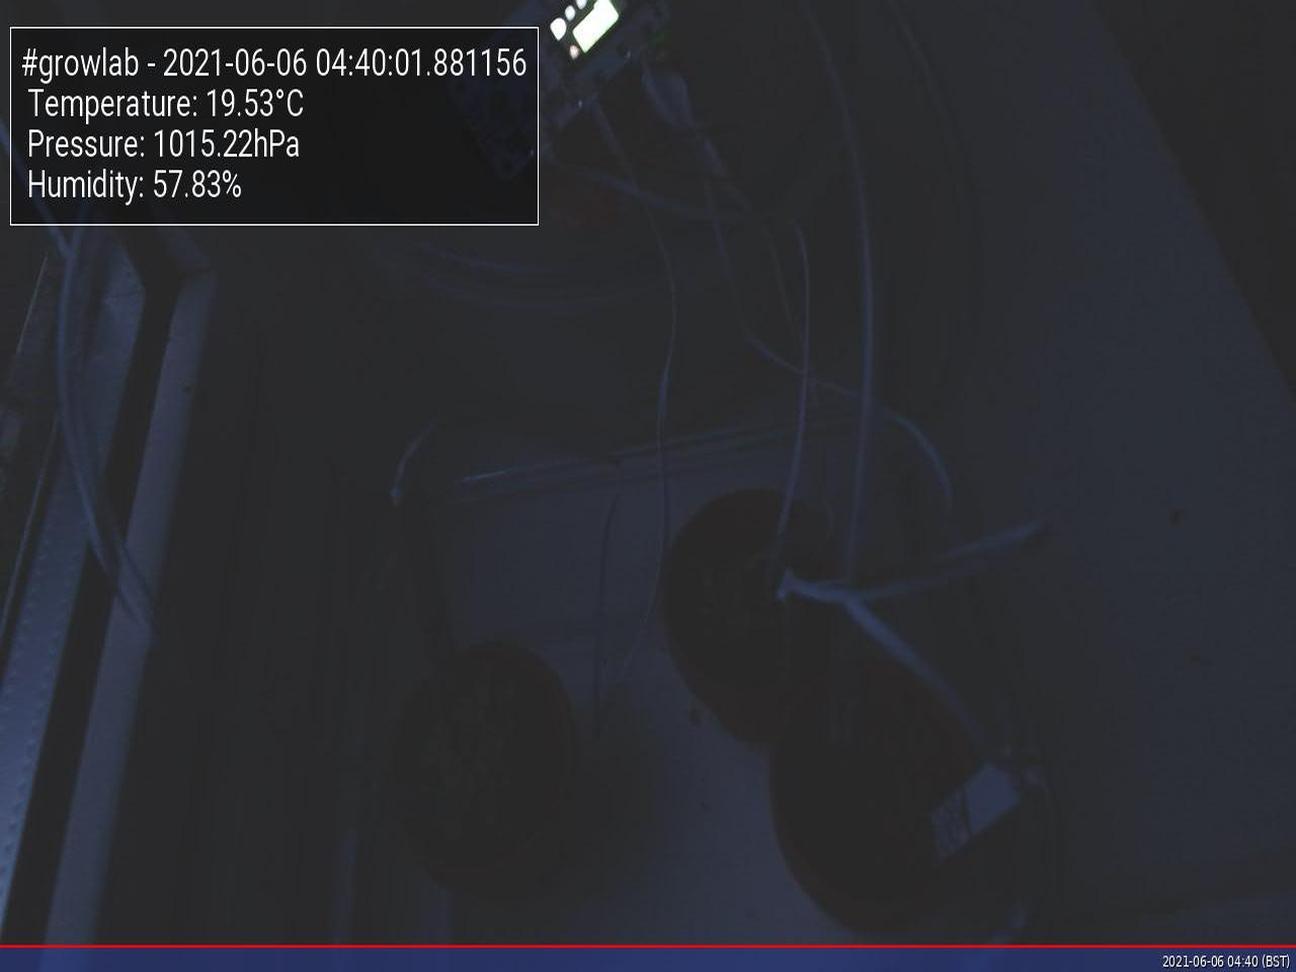 #growlab - 2021-06-06 04:40:01.881156
Temperature: 19.53°C
Pressure: 1015.22hPa
Humidity: 57.83%
2021-06-06 04:40 (BST)